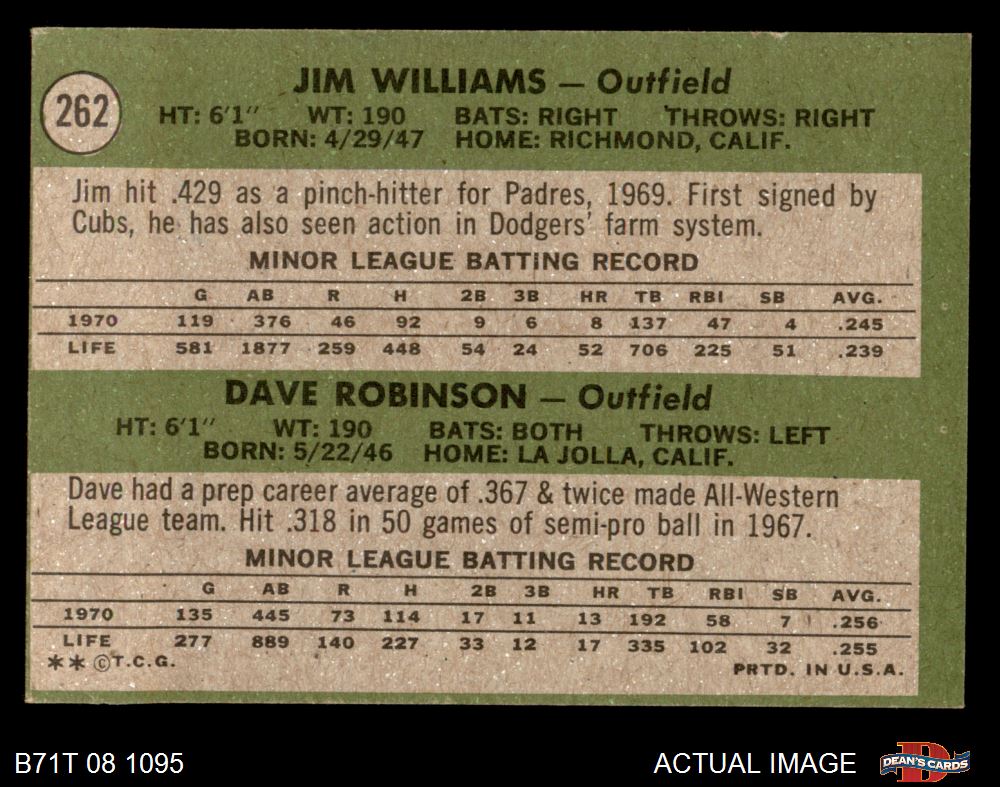 262
JIM WILLIAMS — Outfield
HT: 6'1" WT: 190 BATS: RIGHT THROWS: RIGHT
BORN: 4/29/47 HOME: RICHMOND, CALIF.
Jim hit .429 as a pinch-hitter for Padres, 1969. First signed by
Cubs, he has also seen action in Dodgers' farm system.
MINOR LEAGUE BATTING RECORD
G AB R H 2B 3B HR TB RBI SB AVG.
1970 119 376 46 92 9 6 8 137 47 4 .245
LIFE 581 1877 259 448 54 24 52 706 225 51 .239
DAVE ROBINSON — Outfield
HT: 6'1" WT: 190 BATS: BOTH THROWS: LEFT
BORN: 5/22/46 HOME: LA JOLLA, CALIF.
Dave had a prep career average of .367 & twice made All-Western
League team. Hit .318 in 50 games of semi-pro ball in 1967.
MINOR LEAGUE BATTING RECORD
G AB R H 2B 3B HR TB RBI SB AVG.
1970 135 445 73 114 17 11 13 192 58 7 .256
LIFE 277 889 140 227 33 12 17 335 102 32 .255
** ©T.C.G.
PRTD. IN U.S.A.
B71T 08 1095
ACTUAL IMAGE
DEAN'S CARDS